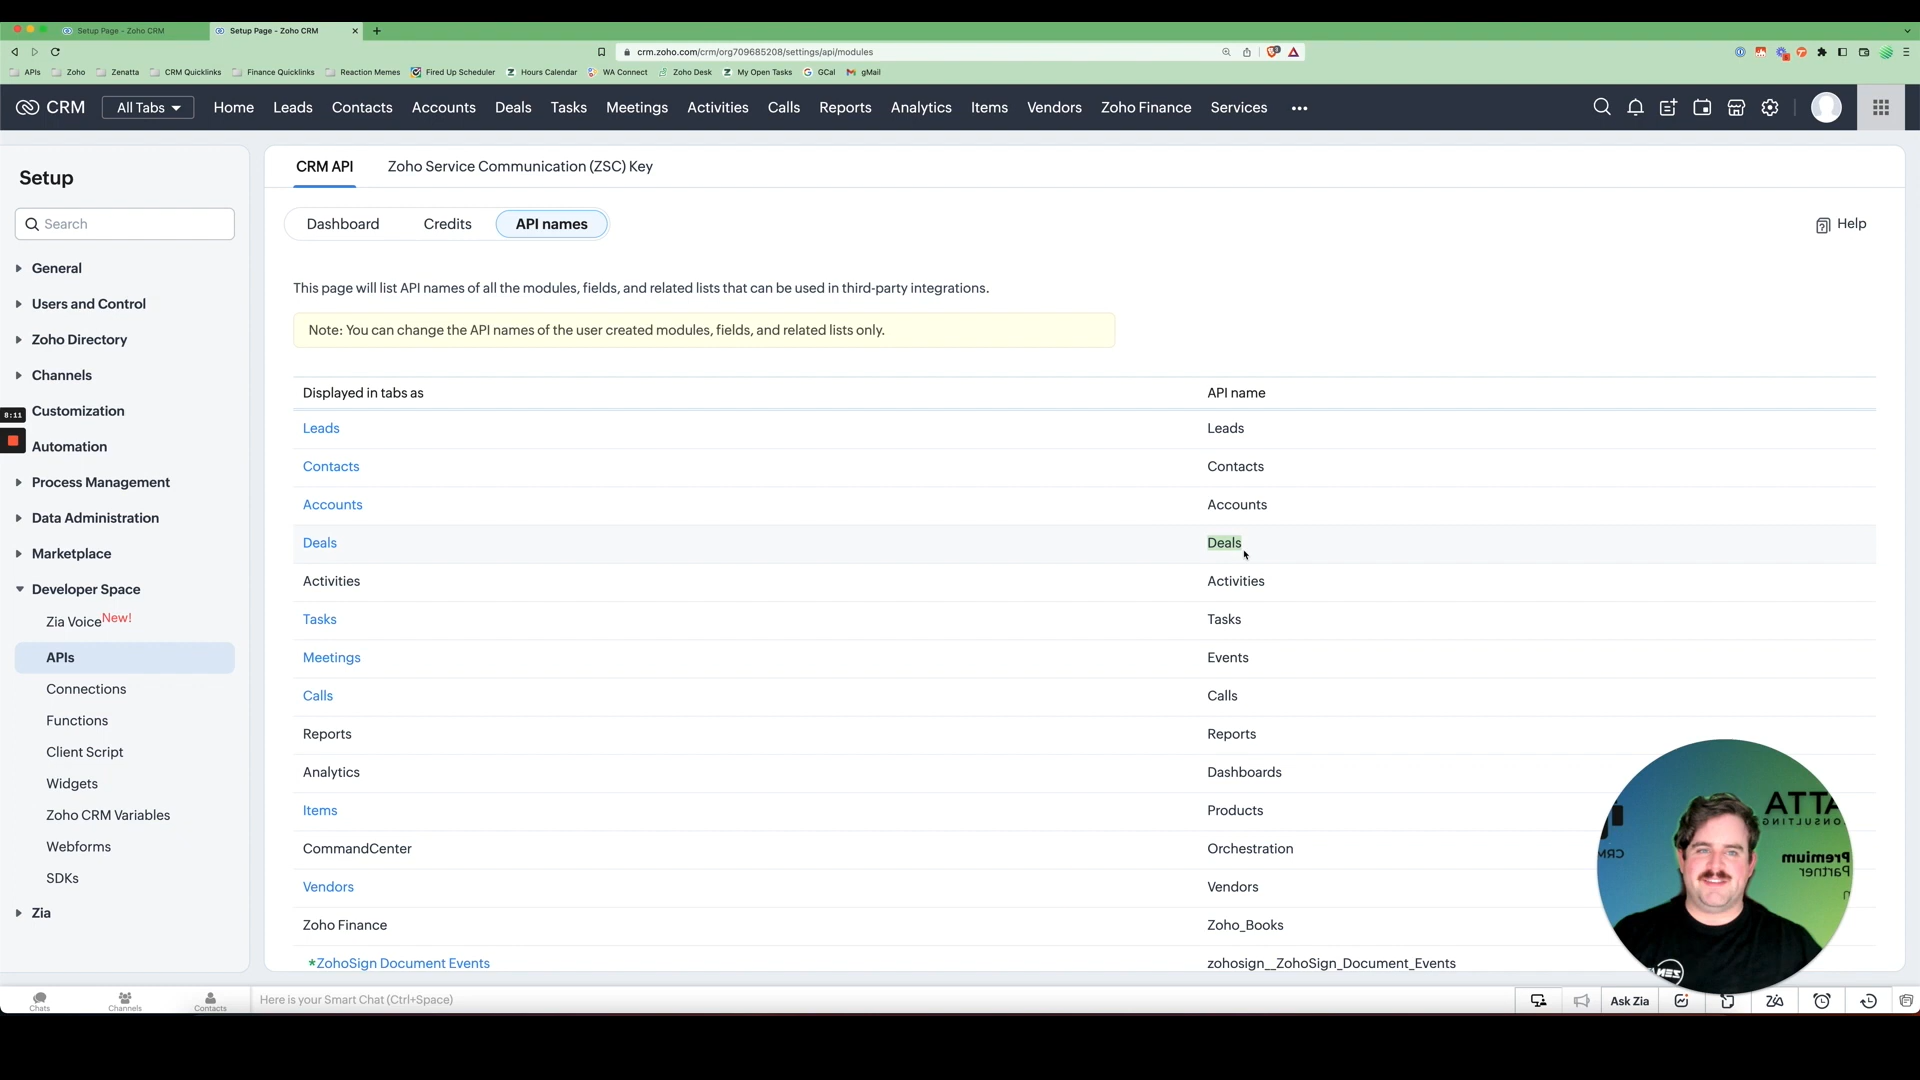 Setup Page - Zoho CRM
Setup Page - Zoho CRM
crm.zoho.com/crm/org709685208/settings/api/modules
APIs Zoho Zenatta CRM Quicklinks Finance Quicklinks Reaction Memes Fired Up Scheduler Hours Calendar WA Connect Zoho Desk My Open Tasks GCal gMail
CRM All Tabs Home Leads Contacts Accounts Deals Tasks Meetings Activities Calls Reports Analytics Items Vendors Zoho Finance Services
Setup
Search
General
Users and Control
Zoho Directory
Channels
8:11
Customization
Automation
Process Management
Data Administration
Marketplace
Developer Space
Zia Voice New!
APIs
Connections
Functions
Client Script
Widgets
Zoho CRM Variables
Webforms
SDKs
Zia
CRM API Zoho Service Communication (ZSC) Key
Dashboard Credits API names
Help
This page will list API names of all the modules, fields, and related lists that can be used in third-party integrations.
Note: You can change the API names of the user created modules, fields, and related lists only.
Displayed in tabs as API name
Leads Leads
Contacts Contacts
Accounts Accounts
Deals Deals
Activities Activities
Tasks Tasks
Meetings Events
Calls Calls
Reports Reports
Analytics Dashboards
Items Products
CommandCenter Orchestration
Vendors Vendors
Zoho Finance Zoho_Books
*ZohoSign Document Events zohosign__ZohoSign_Document_Events
ATTA
CONSULTING
CRM
Premium
Partner
ZEN
Chats Channels Contacts
Here is your Smart Chat (Ctrl+Space)
Ask Zia